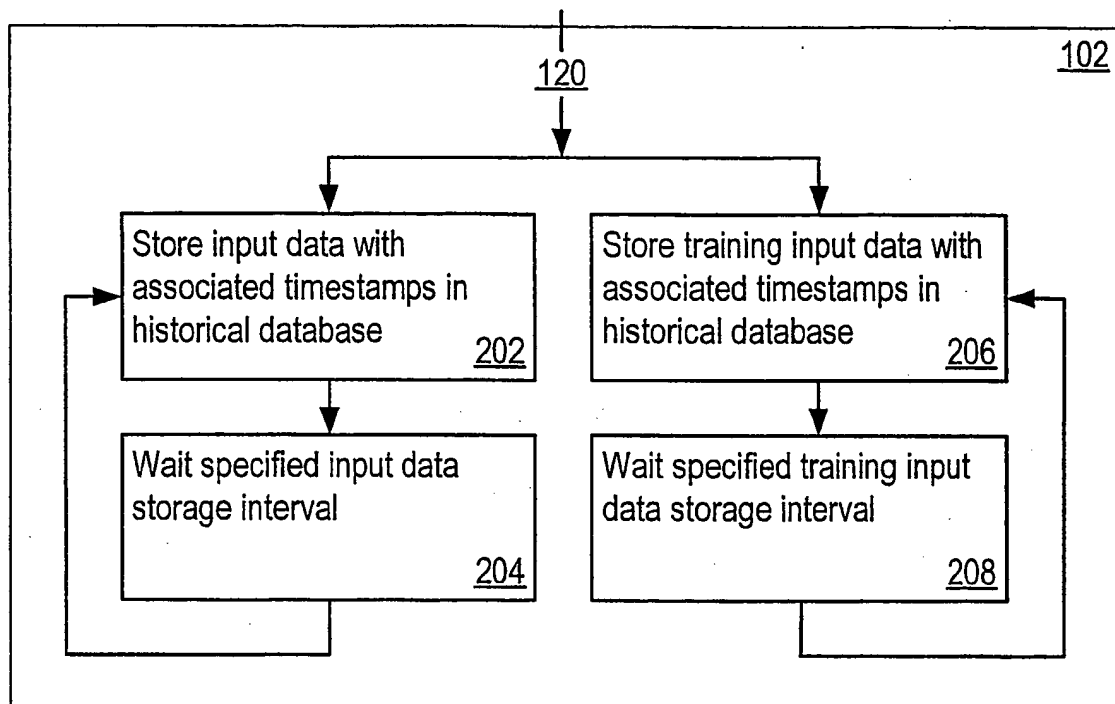 102
120
Store input data with
associated timestamps in
historical database
202
Store training input data with
associated timestamps in
historical database
206
Wait specified input data
storage interval
204
Wait specified training input
data storage interval
208